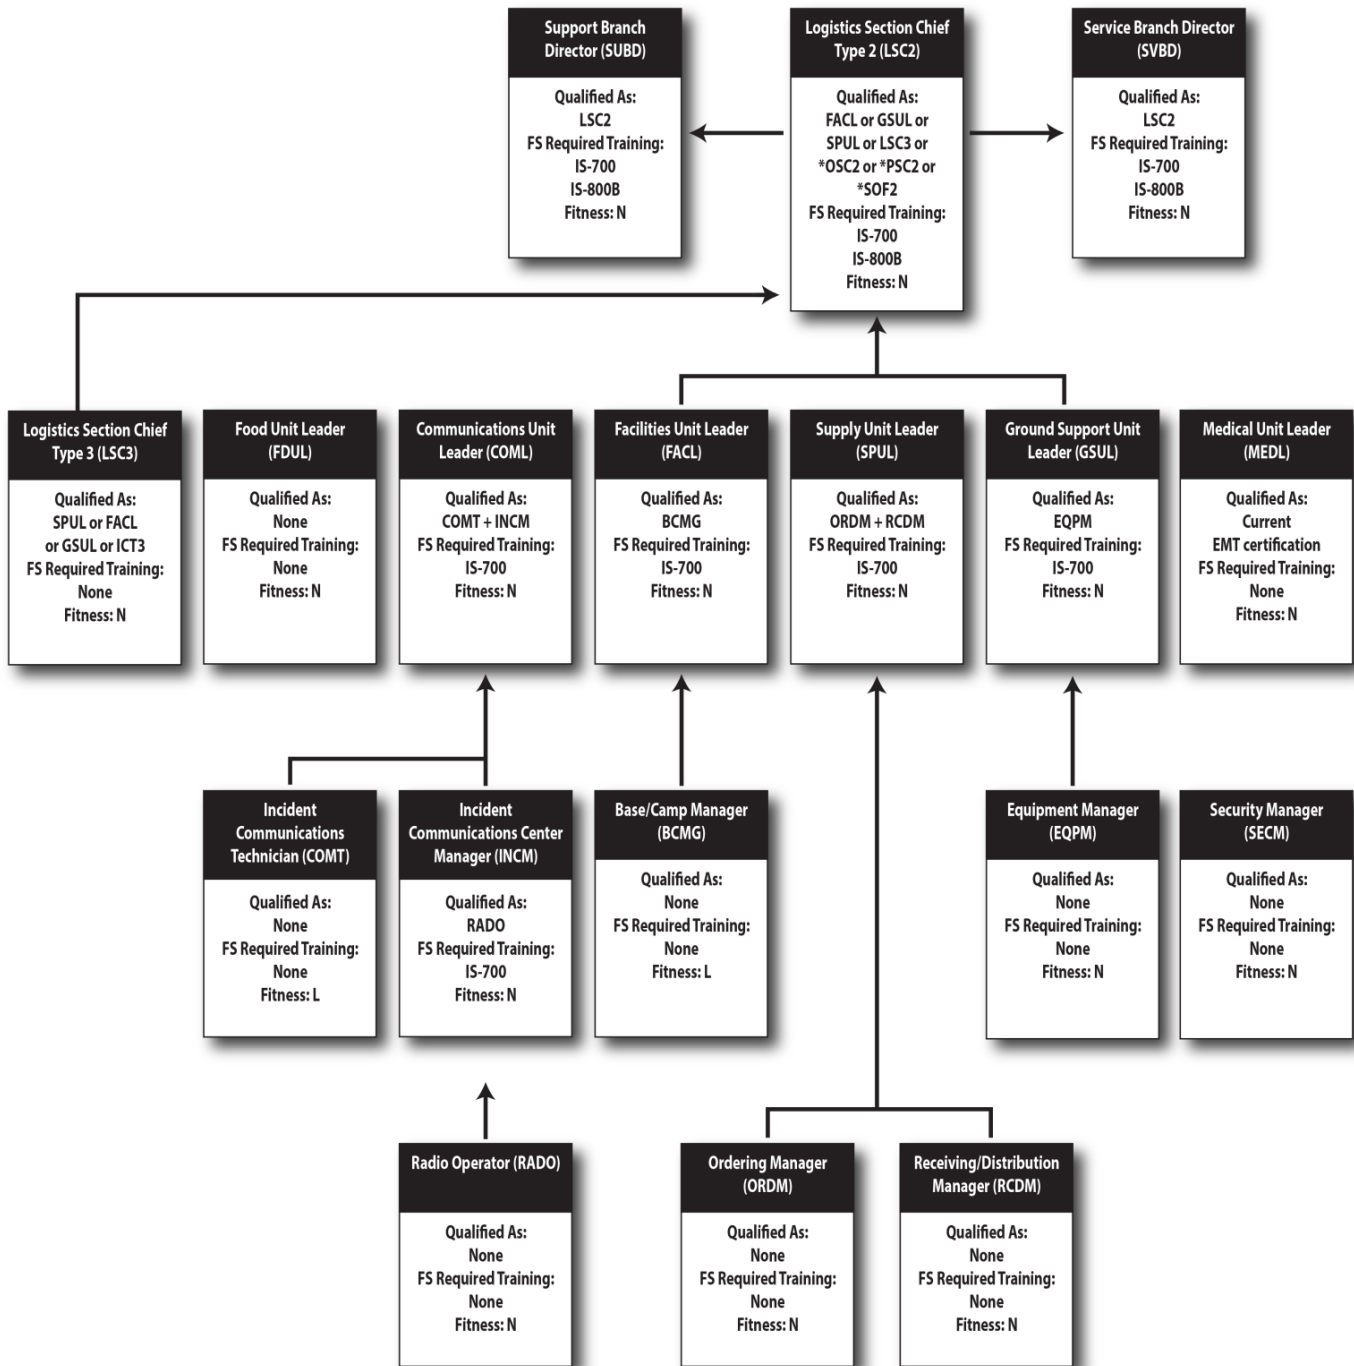 Support Branch
Director (SUBD)
Qualified As:
LSC2
FS Required Training:
IS-700
IS-800B
Fitness: N
Logistics Section Chief
Type 2 (LSC2)
Qualified As:
FACL or GSUL or
SPUL or LSC3 or
*OSC2 or *PSC2 or
*SOF2
FS Required Training:
IS-700
IS-800B
Fitness: N
Service Branch Director
(SVBD)
Qualified As:
LSC2
FS Required Training:
IS-700
IS-800B
Fitness: N
Logistics Section Chief
Type 3 (LSC3)
Qualified As:
SPUL or FACL
or GSUL or ICT3
FS Required Training:
None
Fitness: N
Food Unit Leader
(FDUL)
Qualified As:
None
FS Required Training:
None
Fitness: N
Communications Unit
Leader (COML)
Qualified As:
COMT + INCM
FS Required Training:
IS-700
Fitness: N
Facilities Unit Leader
(FACL)
Qualified As:
BCMG
FS Required Training:
IS-700
Fitness: N
Supply Unit Leader
(SPUL)
Qualified As:
ORDM + RCDM
FS Required Training:
IS-700
Fitness: N
Ground Support Unit
Leader (GSUL)
Qualified As:
EQPM
FS Required Training:
IS-700
Fitness: N
Medical Unit Leader
(MEDL)
Qualified As:
Current
EMT certification
FS Required Training:
None
Fitness: N
Incident
Communications
Technician (COMT)
Qualified As:
None
FS Required Training:
None
Fitness: L
Incident
Communications Center
Manager (INCM)
Qualified As:
RADO
FS Required Training:
IS-700
Fitness: N
Base/Camp Manager
(BCMG)
Qualified As:
None
FS Required Training:
None
Fitness: L
Equipment Manager
(EQPM)
Qualified As:
None
FS Required Training:
None
Fitness: N
Security Manager
(SECM)
Qualified As:
None
FS Required Training:
None
Fitness: N
Radio Operator (RADO)
Qualified As:
None
FS Required Training:
None
Fitness: N
Ordering Manager
(ORDM)
Qualified As:
None
FS Required Training:
None
Fitness: N
Receiving/Distribution
Manager (RCDM)
Qualified As:
None
FS Required Training:
None
Fitness: N